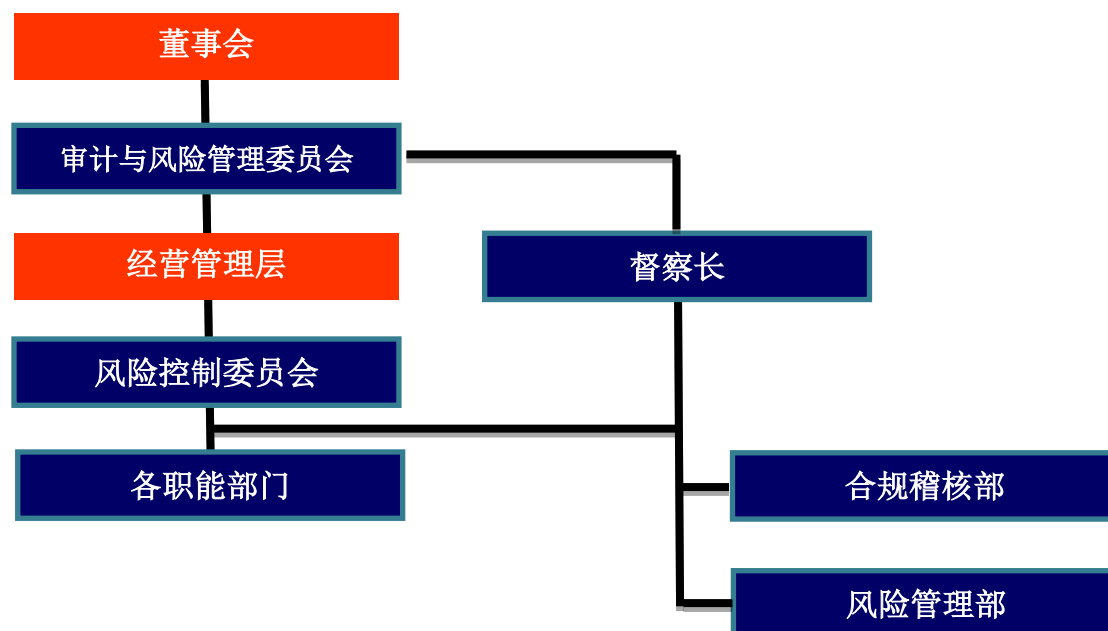 董事会
审计与风险管理委员会
经营管理层
督察长
风险控制委员会
各职能部门
合规稽核部
风险管理部